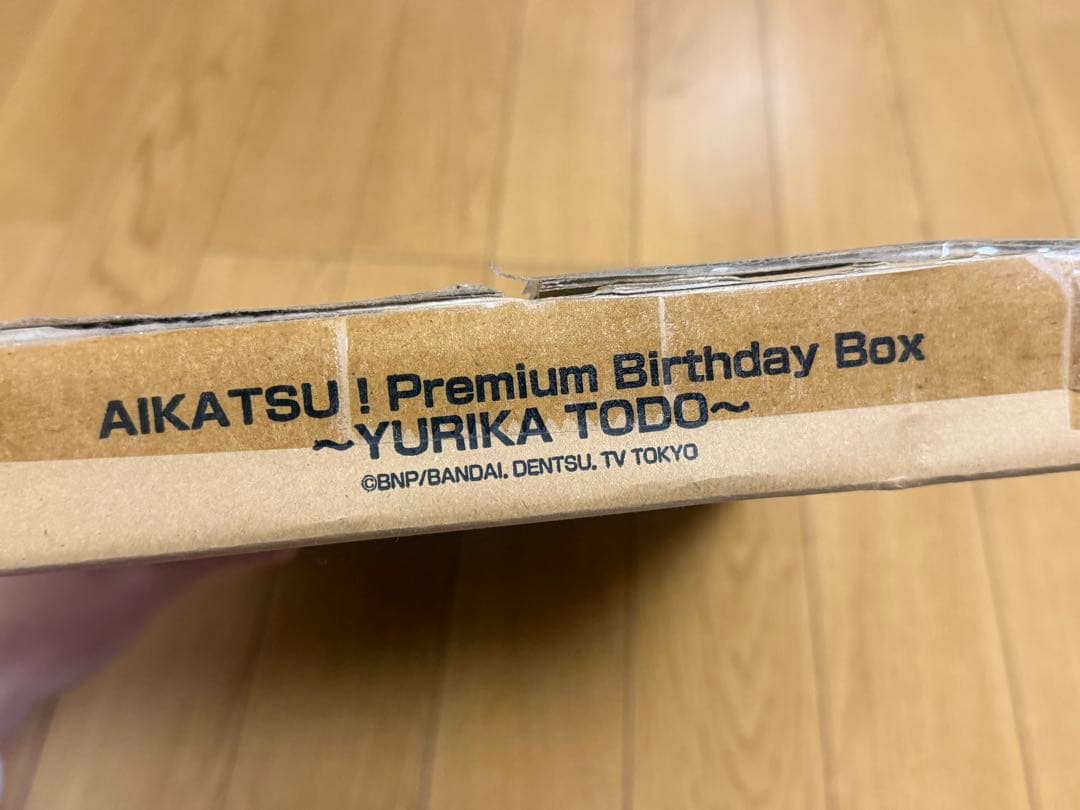 AIKATSU! Premium Birthday Box
~YURIKA TODO~
©BNP/BANDAI, DENTSU, TV TOKYO